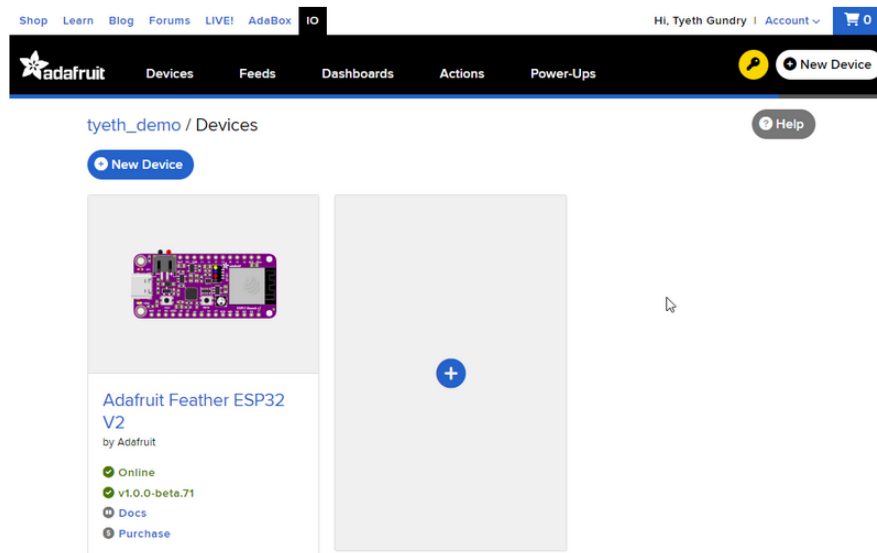 Shop Learn Blog Forums LIVE! AdaBox IO Hi, Tyeth Gundry | Account 0
adafruit Devices Feeds Dashboards Actions Power-Ups New Device
tyeth_demo / Devices Help
New Device
Adafruit Feather ESP32
V2
by Adafruit
Online
v1.0.0-beta.71
Docs
Purchase